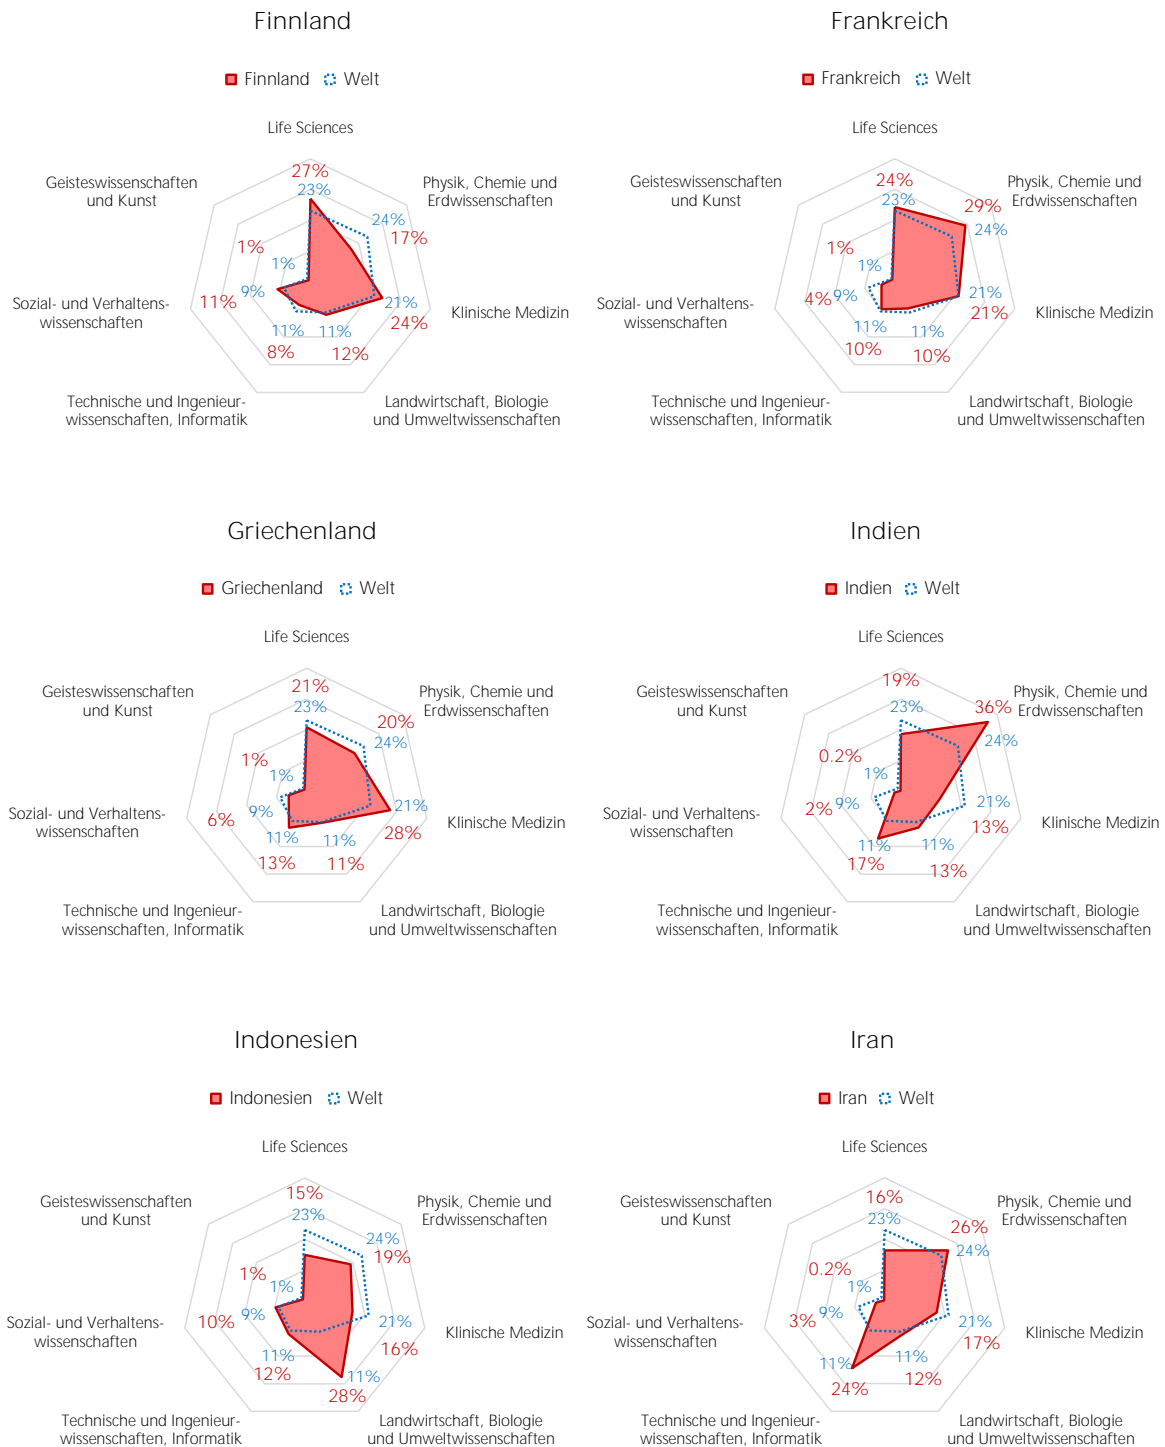 Finnland
Finnland Welt
Life Sciences
Physik, Chemie und
Erdwissenschaften
Klinische Medizin
Landwirtschaft, Biologie
und Umweltwissenschaften
Technische und Ingenieur-
wissenschaften, Informatik
Sozial- und Verhaltens-
wissenschaften
Geisteswissenschaften
und Kunst
27%
23%
24%
17%
21%
24%
11%
12%
11%
8%
9%
11%
1%
1%
Frankreich
Frankreich Welt
Life Sciences
Physik, Chemie und
Erdwissenschaften
Klinische Medizin
Landwirtschaft, Biologie
und Umweltwissenschaften
Technische und Ingenieur-
wissenschaften, Informatik
Sozial- und Verhaltens-
wissenschaften
Geisteswissenschaften
und Kunst
24%
23%
29%
24%
21%
21%
11%
10%
11%
10%
9%
4%
1%
1%
Griechenland
Griechenland Welt
Life Sciences
Physik, Chemie und
Erdwissenschaften
Klinische Medizin
Landwirtschaft, Biologie
und Umweltwissenschaften
Technische und Ingenieur-
wissenschaften, Informatik
Sozial- und Verhaltens-
wissenschaften
Geisteswissenschaften
und Kunst
21%
23%
20%
24%
21%
28%
11%
11%
11%
13%
9%
6%
1%
1%
Indien
Indien Welt
Life Sciences
Physik, Chemie und
Erdwissenschaften
Klinische Medizin
Landwirtschaft, Biologie
und Umweltwissenschaften
Technische und Ingenieur-
wissenschaften, Informatik
Sozial- und Verhaltens-
wissenschaften
Geisteswissenschaften
und Kunst
19%
23%
36%
24%
21%
13%
11%
13%
11%
17%
9%
2%
0.2%
1%
Indonesien
Indonesien Welt
Life Sciences
Physik, Chemie und
Erdwissenschaften
Klinische Medizin
Landwirtschaft, Biologie
und Umweltwissenschaften
Technische und Ingenieur-
wissenschaften, Informatik
Sozial- und Verhaltens-
wissenschaften
Geisteswissenschaften
und Kunst
15%
23%
24%
19%
21%
16%
11%
28%
11%
12%
9%
10%
1%
1%
Iran
Iran Welt
Life Sciences
Physik, Chemie und
Erdwissenschaften
Klinische Medizin
Landwirtschaft, Biologie
und Umweltwissenschaften
Technische und Ingenieur-
wissenschaften, Informatik
Sozial- und Verhaltens-
wissenschaften
Geisteswissenschaften
und Kunst
16%
23%
26%
24%
21%
17%
11%
12%
11%
24%
9%
3%
0.2%
1%